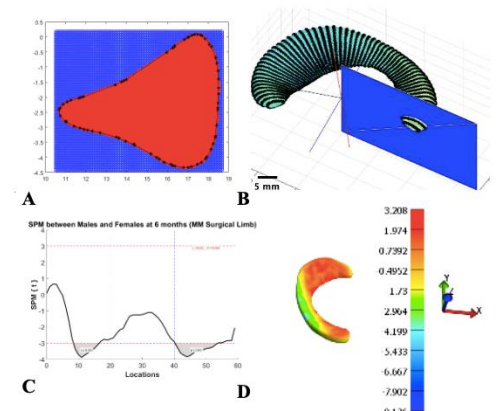 0.5
0
-0.5
-1
-1.5
-2
-2.5
-3
-3.5
-4
-4.5
10 11 12 13 14 15 16 17 18 19
A
5 mm
B
SPM between Males and Females at 6 months (MM Surgical Limb)
SPM { t }
4
3
2
1
0
-1
-2
-3
-4
0 10 20 30 40 50 60
Locations
C
3.208
1.974
0.7392
-0.4952
-1.73
-2.964
-4.199
-5.433
-6.667
-7.902
-9.136
Y
X
D